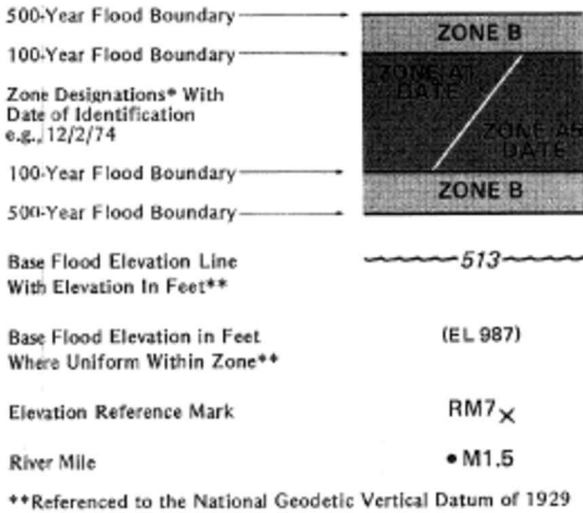 500-Year Flood Boundary
ZONE B
100-Year Flood Boundary
ZONE A1
DATE
Zone Designations* With
Date of Identification
e.g., 12/2/74
ZONE A5
DATE
100-Year Flood Boundary
ZONE B
500-Year Flood Boundary
Base Flood Elevation Line
With Elevation In Feet**
513
Base Flood Elevation in Feet
Where Uniform Within Zone**
(EL 987)
Elevation Reference Mark
RM7
River Mile
•M1.5
**Referenced to the National Geodetic Vertical Datum of 1929